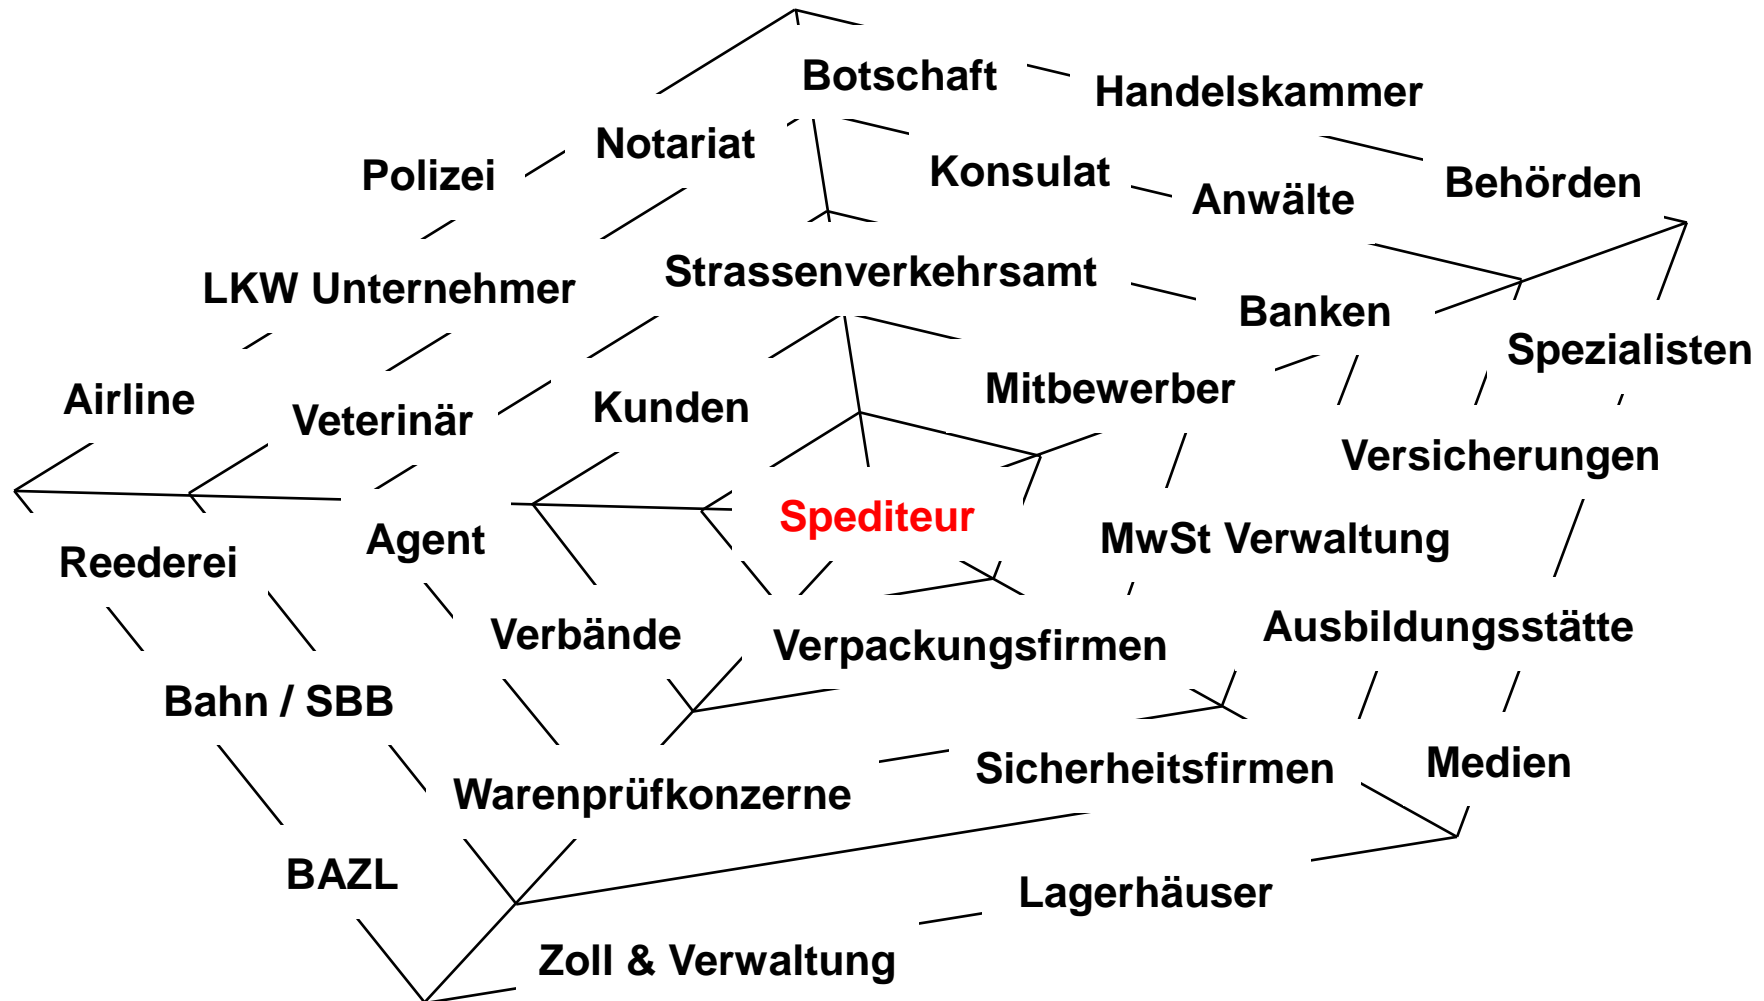 Botschaft
Handelskammer
Notariat
Polizei
Konsulat
Anwälte
Behörden
LKW Unternehmer
Strassenverkehrsamt
Banken
Spezialisten
Airline
Veterinär
Kunden
Mitbewerber
Versicherungen
Reederei
Agent
Spediteur
MwSt Verwaltung
Verbände
Verpackungsfirmen
Ausbildungsstätte
Bahn / SBB
Warenprüfkonzerne
Sicherheitsfirmen
Medien
BAZL
Lagerhäuser
Zoll & Verwaltung